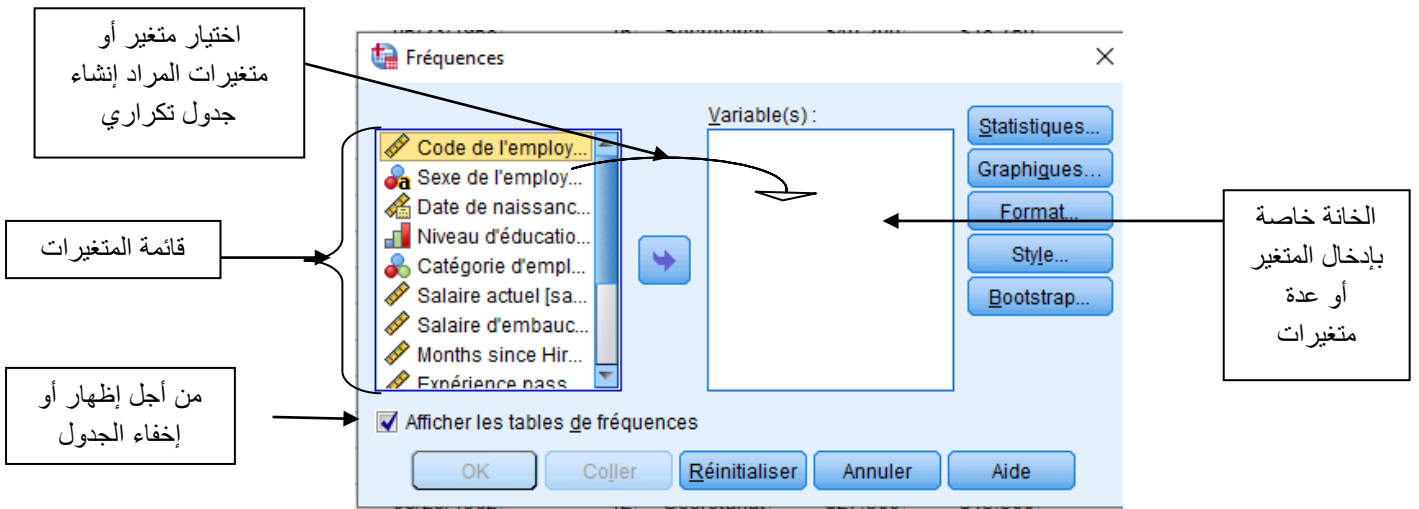 اختيار متغير أو
متغيرات المراد إنشاء
جدول تكراري
قائمة المتغيرات
من أجل إظهار أو
إخفاء الجدول
Fréquences
Variable(s) :
Code de l'employ...
Sexe de l'employ...
Date de naissanc...
Niveau d'éducatio...
Catégorie d'empl...
Salaire actuel [sa...
Salaire d'embauc...
Months since Hir...
Expérience pass
Statistiques...
Graphiques...
Format...
Style...
Bootstrap...
Afficher les tables de fréquences
OK
Coller
Réinitialiser
Annuler
Aide
الخانة خاصة
بإدخال المتغير
أو عدة
متغيرات